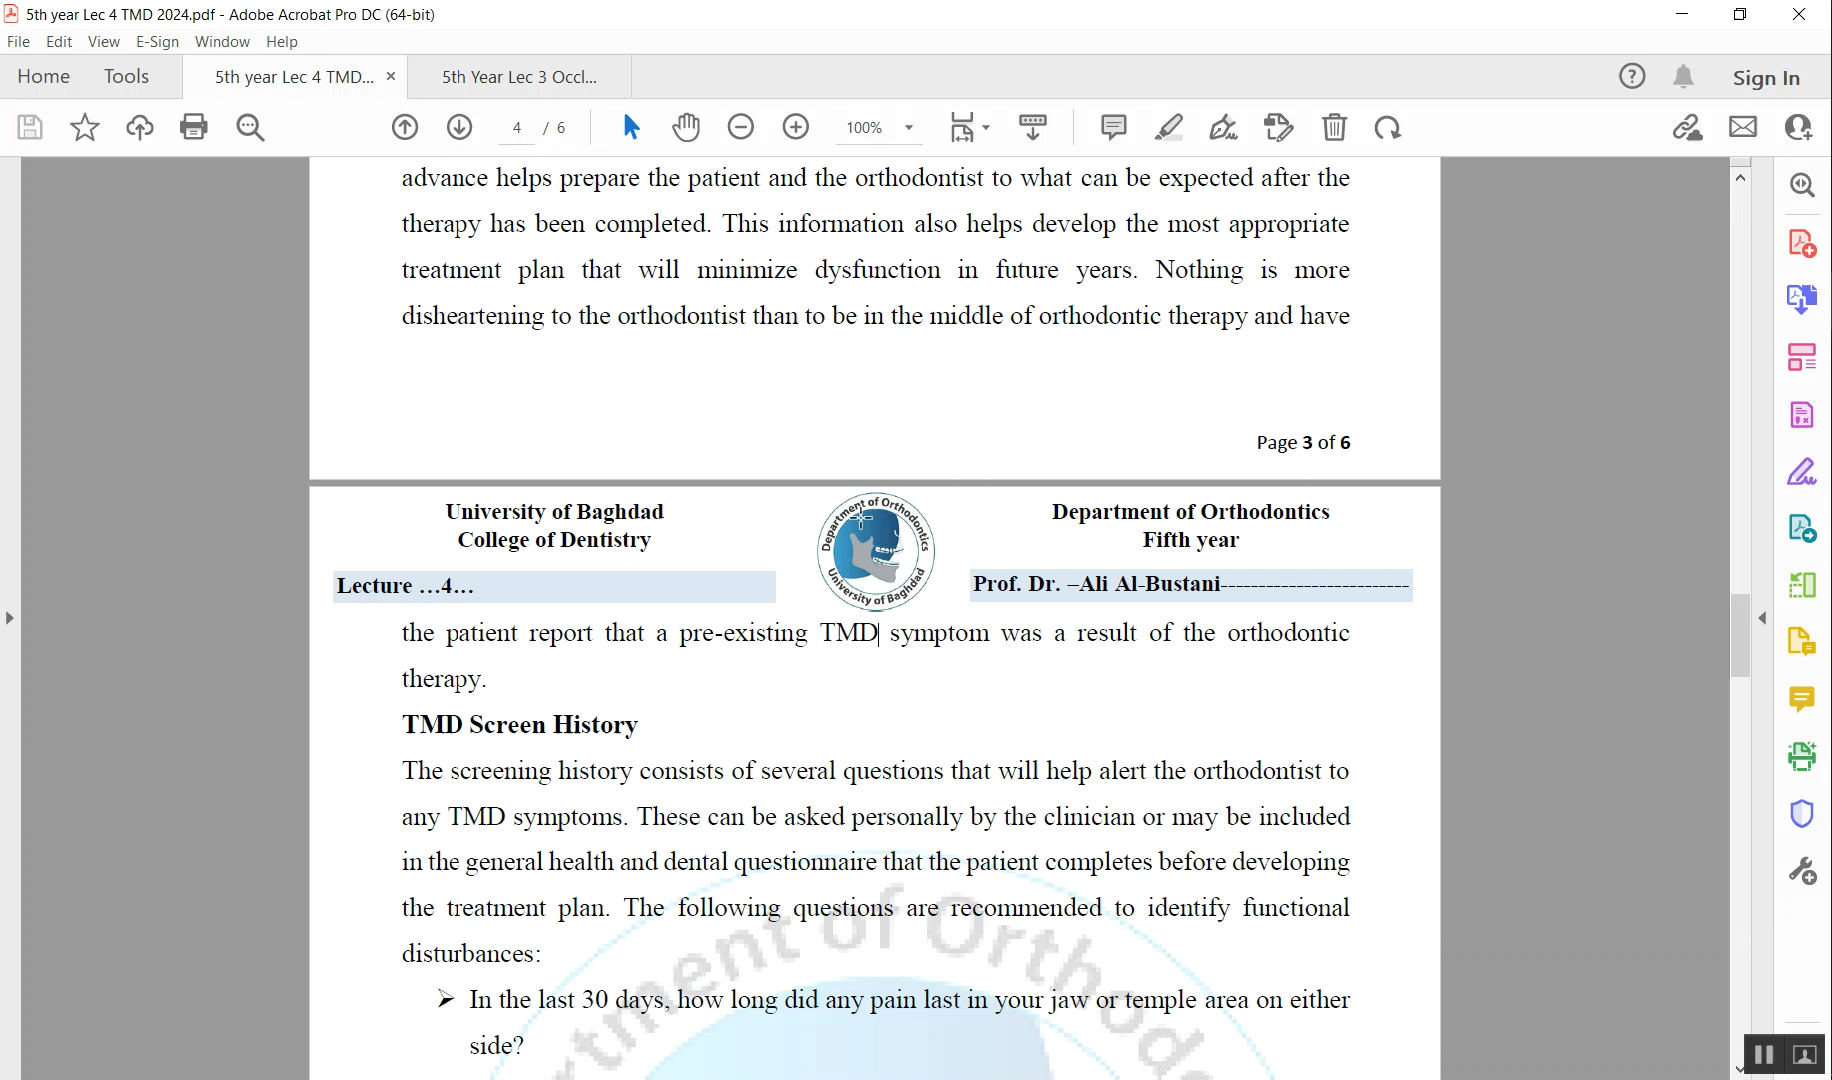 5th year Lec 4 TMD 2024.pdf - Adobe Acrobat Pro DC (64-bit)
File Edit View E-Sign Window Help
Home Tools 5th year Lec 4 TMD... × 5th Year Lec 3 Occl... Sign In
4 / 6 100%
advance helps prepare the patient and the orthodontist to what can be expected after the
therapy has been completed. This information also helps develop the most appropriate
treatment plan that will minimize dysfunction in future years. Nothing is more
disheartening to the orthodontist than to be in the middle of orthodontic therapy and have
Page 3 of 6
University of Baghdad
College of Dentistry
Department of Orthodontics
University of Baghdad
Department of Orthodontics
Fifth year
Lecture ...4...
Prof. Dr. –Ali Al-Bustani-------------------------
the patient report that a pre-existing TMD symptom was a result of the orthodontic
therapy.
TMD Screen History
The screening history consists of several questions that will help alert the orthodontist to
any TMD symptoms. These can be asked personally by the clinician or may be included
in the general health and dental questionnaire that the patient completes before developing
the treatment plan. The following questions are recommended to identify functional
disturbances:
➢ In the last 30 days, how long did any pain last in your jaw or temple area on either
side?
rtment of Orthodo